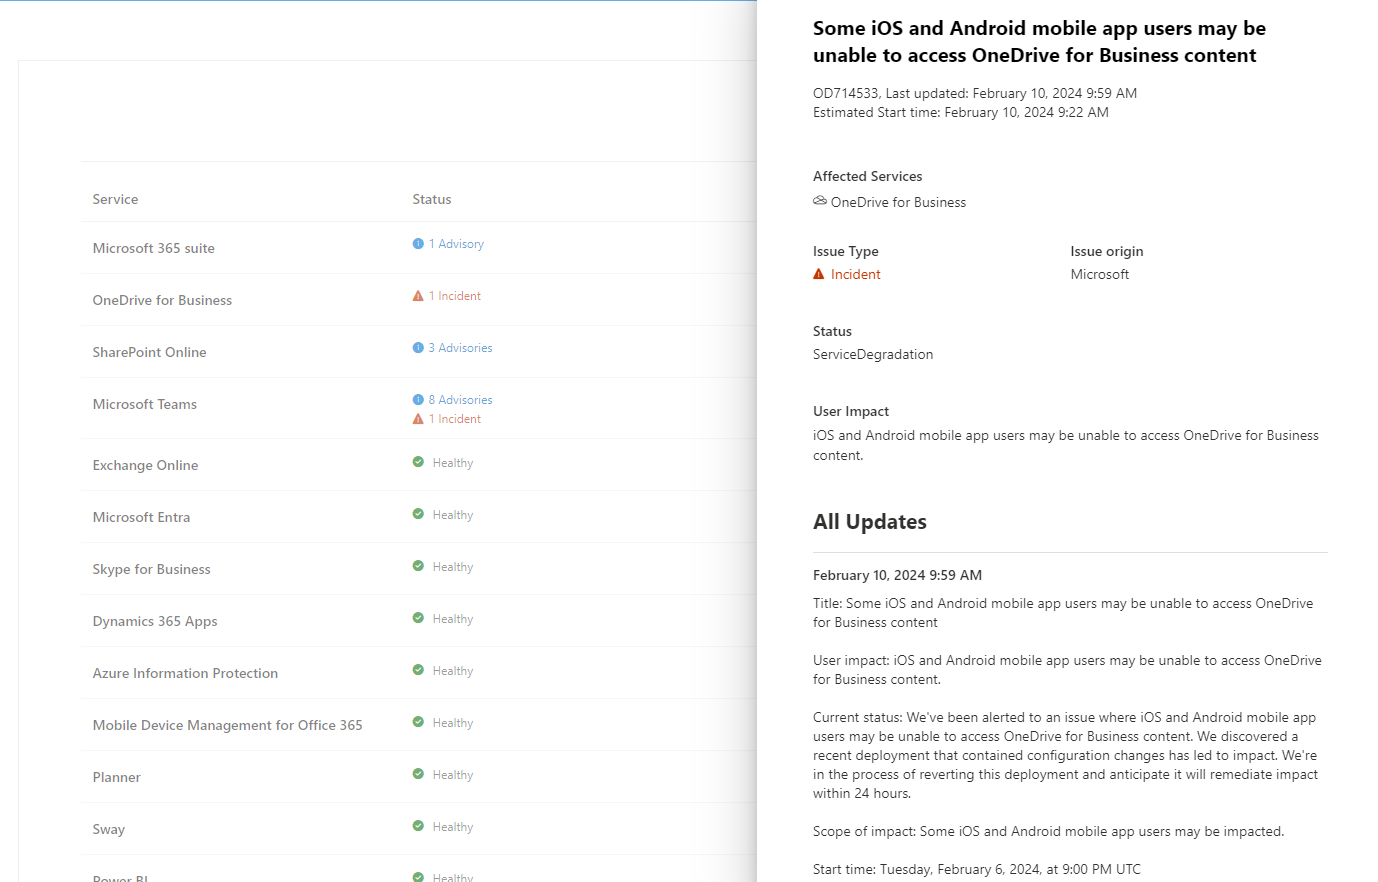 Service Status
Microsoft 365 suite 1 Advisory
OneDrive for Business 1 Incident
SharePoint Online 3 Advisories
Microsoft Teams 8 Advisories
1 Incident
Exchange Online Healthy
Microsoft Entra Healthy
Skype for Business Healthy
Dynamics 365 Apps Healthy
Azure Information Protection Healthy
Mobile Device Management for Office 365 Healthy
Planner Healthy
Sway Healthy
Power BI Healthy
Some iOS and Android mobile app users may be
unable to access OneDrive for Business content
OD714533, Last updated: February 10, 2024 9:59 AM
Estimated Start time: February 10, 2024 9:22 AM
Affected Services
OneDrive for Business
Issue Type Issue origin
Incident Microsoft
Status
ServiceDegradation
User Impact
iOS and Android mobile app users may be unable to access OneDrive for Business
content.
All Updates
February 10, 2024 9:59 AM
Title: Some iOS and Android mobile app users may be unable to access OneDrive
for Business content
User impact: iOS and Android mobile app users may be unable to access OneDrive
for Business content.
Current status: We've been alerted to an issue where iOS and Android mobile app
users may be unable to access OneDrive for Business content. We discovered a
recent deployment that contained configuration changes has led to impact. We're
in the process of reverting this deployment and anticipate it will remediate impact
within 24 hours.
Scope of impact: Some iOS and Android mobile app users may be impacted.
Start time: Tuesday, February 6, 2024, at 9:00 PM UTC